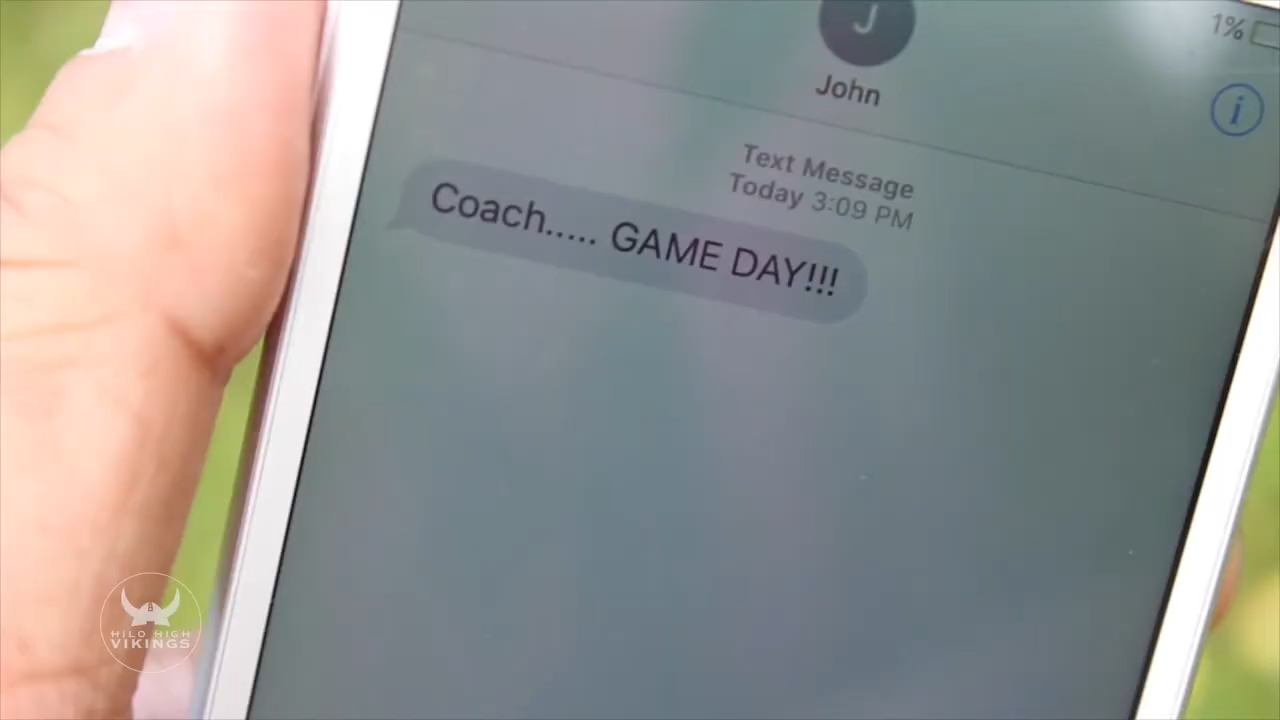 J
1%
John
i
Text Message
Today 3:09 PM
Coach..... GAME DAY!!!
HILO HIGH
VIKINGS